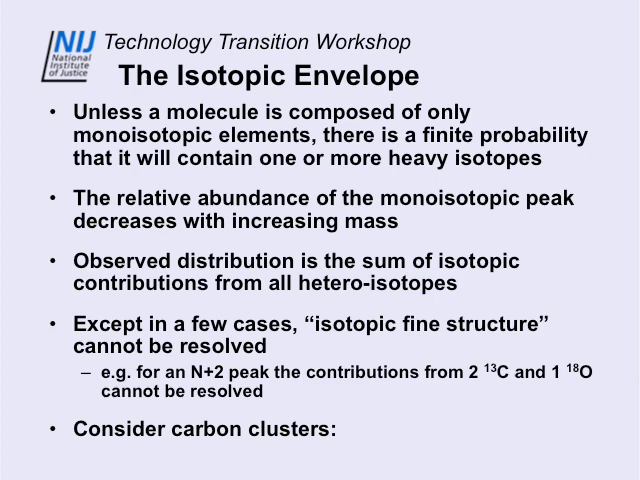 NIJ
National
Institute
of Justice
Technology Transition Workshop
The Isotopic Envelope
• Unless a molecule is composed of only
monoisotopic elements, there is a finite probability
that it will contain one or more heavy isotopes
• The relative abundance of the monoisotopic peak
decreases with increasing mass
• Observed distribution is the sum of isotopic
contributions from all hetero-isotopes
• Except in a few cases, “isotopic fine structure”
cannot be resolved
– e.g. for an N+2 peak the contributions from 2 ¹³C and 1 ¹⁸O
cannot be resolved
• Consider carbon clusters: